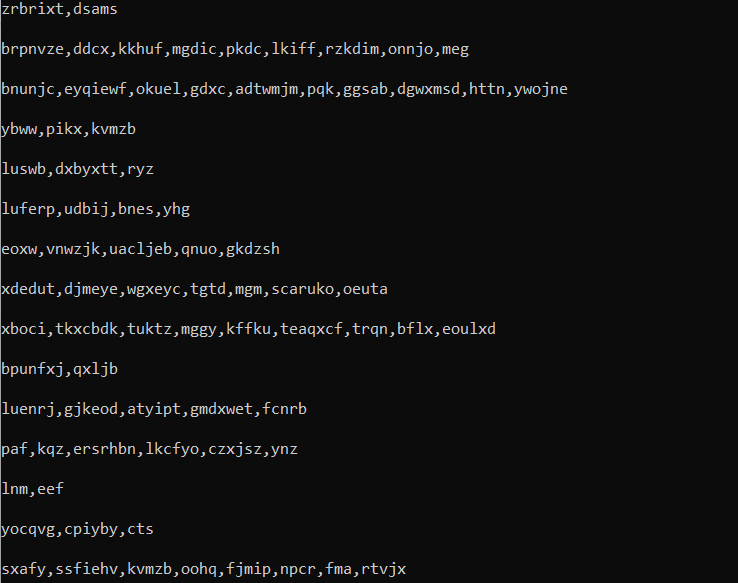 zrbrixt,dsams
brpnvze,ddcx,kkhuf,mgdic,pkdc,lkiff,rzkdim,onnjo,meg
bnunjc,eyqiewf,okuel,gdxc,adtwmjm,pqk,ggsab,dgwxmsd,httn,ywojne
ybww,pikx,kvmzb
luswb,dxbyxtt,ryz
luferp,udbij,bnes,yhg
eoxw,vnwzjk,uacljeb,qnuo,gkdzsh
xdedut,djmeye,wgxeyc,tgtd,mgm,scaruko,oeuta
xboci,tkxcbdk,tuktz,mggy,kffku,teaqxcf,trqn,bflx,eoulxd
bpunfxj,qxljb
luenrj,gjkeod,atyipt,gmdxwet,fcnrb
paf,kqz,ersrhbn,lkcfyo,czxjsz,ynz
lnm,eef
yocqvg,cpiyby,cts
sxafy,ssfiehv,kvmzb,oohq,fjmip,npcr,fma,rtvjx